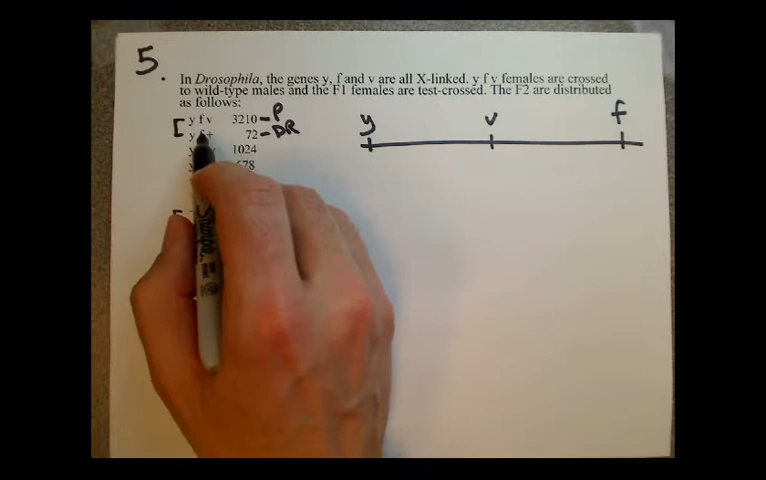 5.
In Drosophila, the genes y, f and v are all X-linked. y f v females are crossed
to wild-type males and the F1 females are test-crossed. The F2 are distributed
as follows:
[ y f v 3210 - P
y f + 72 - DR
1024
678
y v f
Sharpie